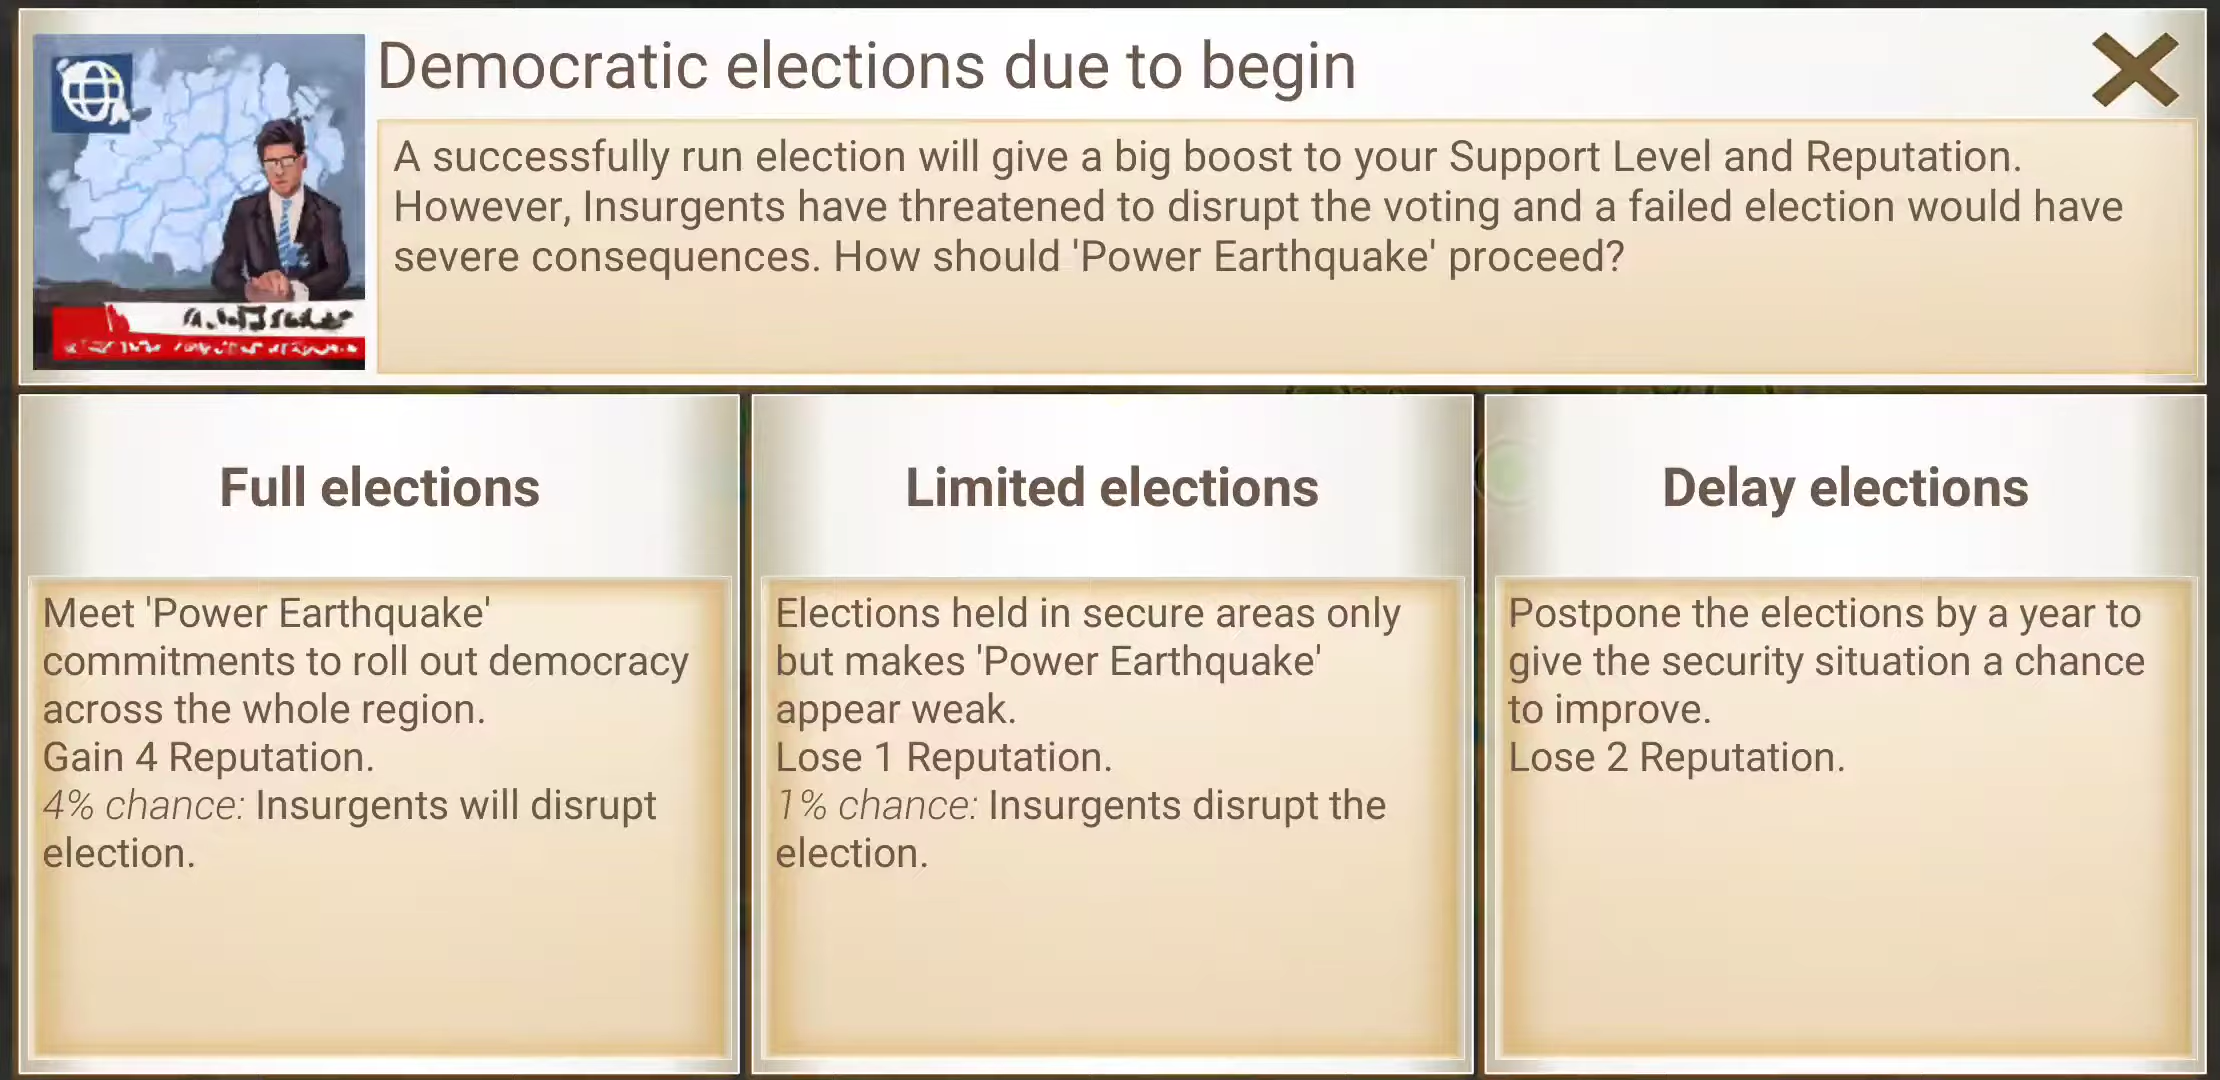 Democratic elections due to begin
A successfully run election will give a big boost to your Support Level and Reputation.
However, Insurgents have threatened to disrupt the voting and a failed election would have
severe consequences. How should 'Power Earthquake' proceed?
Full elections
Meet 'Power Earthquake'
commitments to roll out democracy
across the whole region.
Gain 4 Reputation.
4% chance: Insurgents will disrupt
election.
Limited elections
Elections held in secure areas only
but makes 'Power Earthquake'
appear weak.
Lose 1 Reputation.
1% chance: Insurgents disrupt the
election.
Delay elections
Postpone the elections by a year to
give the security situation a chance
to improve.
Lose 2 Reputation.